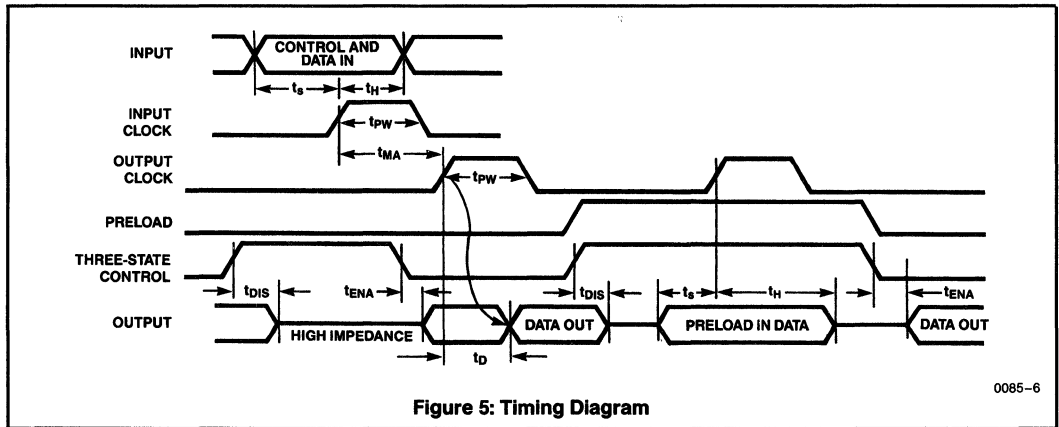 INPUT
CONTROL AND
DATA IN
ts
tH
INPUT
CLOCK
tPW
tMA
OUTPUT
CLOCK
tPW
PRELOAD
THREE-STATE
CONTROL
tDIS
tENA
tDIS
ts
tH
tENA
OUTPUT
HIGH IMPEDANCE
DATA OUT
PRELOAD IN DATA
DATA OUT
tD
0085–6
Figure 5: Timing Diagram